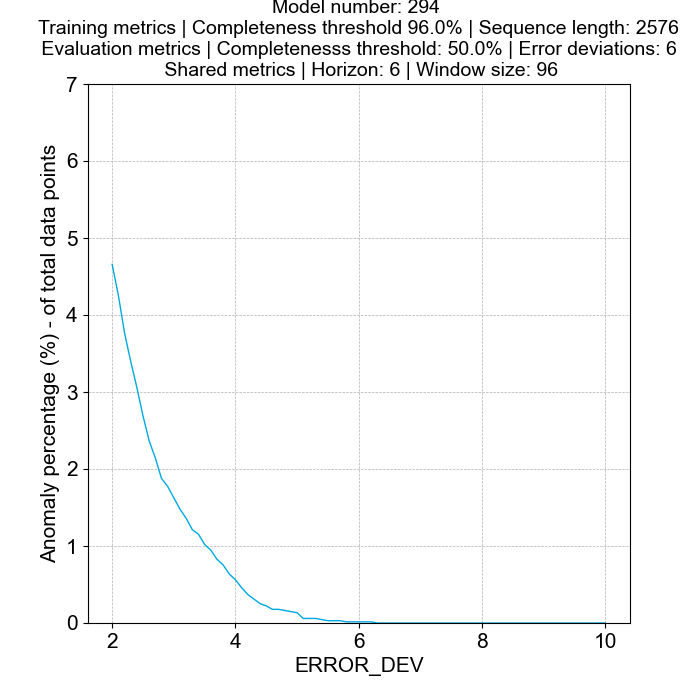 Model number: 294
Training metrics | Completeness threshold 96.0% | Sequence length: 2576
Evaluation metrics | Completenesss threshold: 50.0% | Error deviations: 6
Shared metrics | Horizon: 6 | Window size: 96
Anomaly percentage (%) - of total data points
7
6
5
4
3
2
1
0
2 4 6 8 10
ERROR_DEV